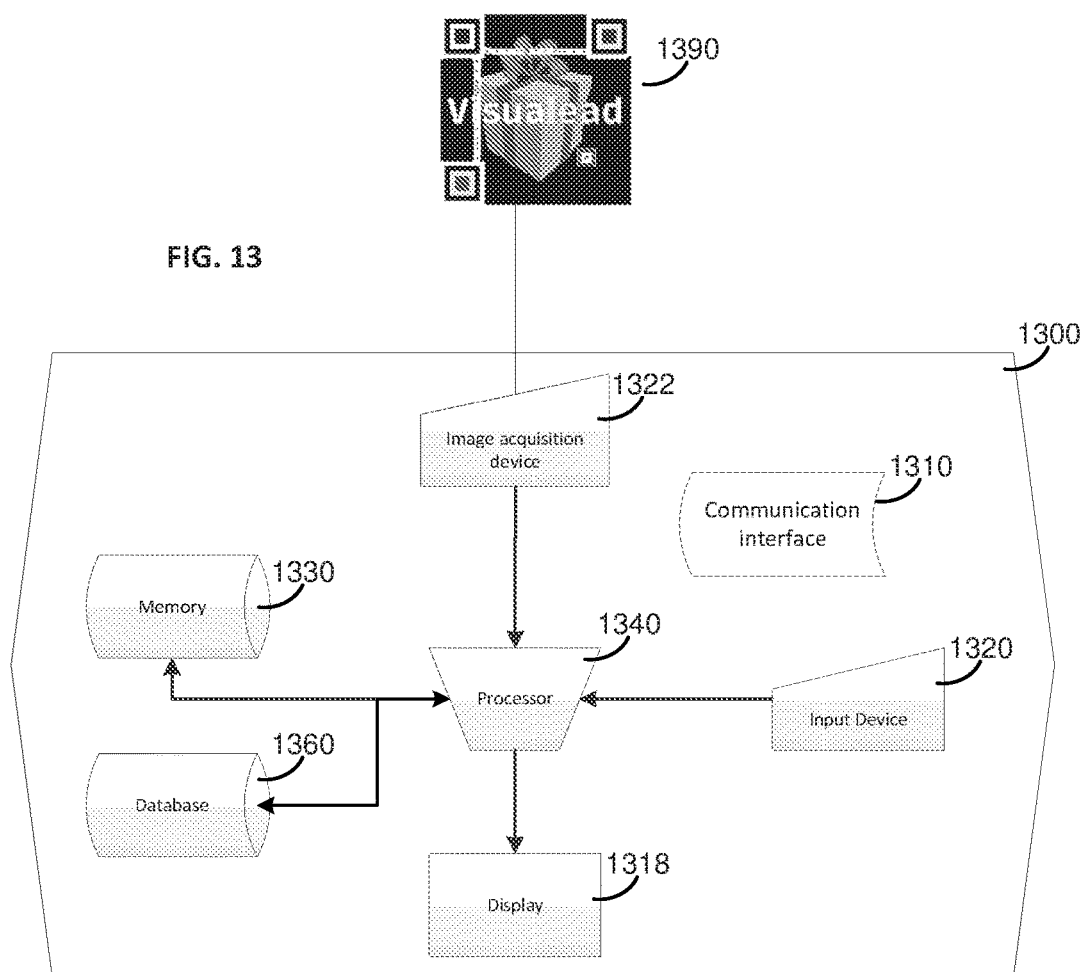 1390
Visualead
FIG. 13
1300
1322
Image acquisition
device
1310
Communication
interface
1330
Memory
1340
Processor
1320
Input Device
1360
Database
1318
Display